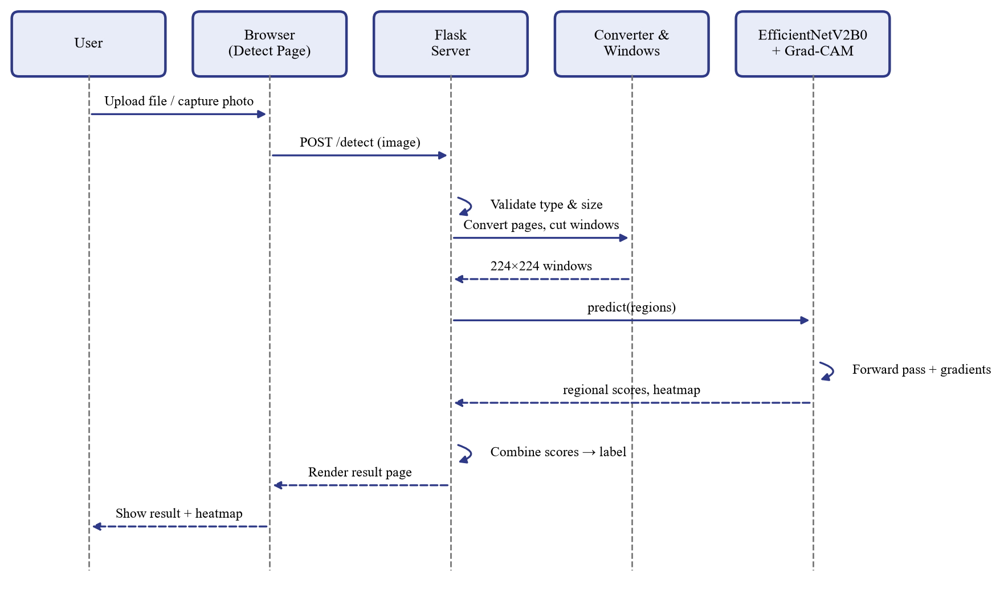 User
Browser
(Detect Page)
Flask
Server
Converter &
Windows
EfficientNetV2B0
+ Grad-CAM
Upload file / capture photo
POST /detect (image)
Validate type & size
Convert pages, cut windows
224×224 windows
predict(regions)
Forward pass + gradients
regional scores, heatmap
Combine scores → label
Render result page
Show result + heatmap